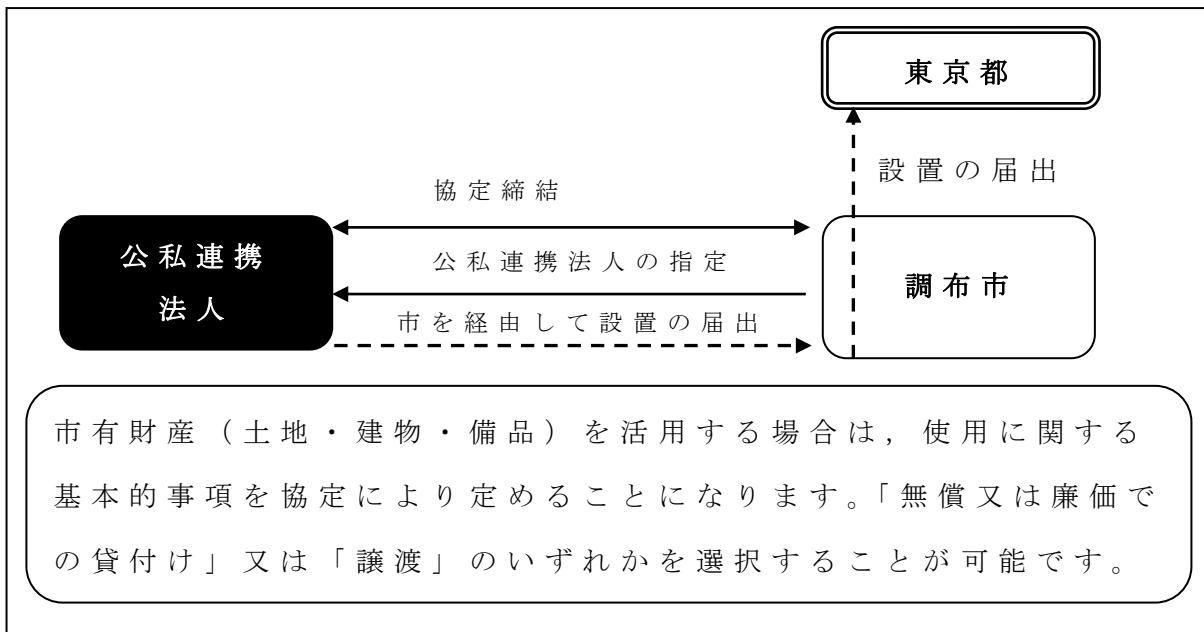 東京都
設置の届出
協定締結
公私連携
法人
公私連携法人の指定
調布市
市を経由して設置の届出
市有財産（土地・建物・備品）を活用する場合は，使用に関する
基本的事項を協定により定めることになります。「無償又は廉価で
の貸付け」又は「譲渡」のいずれかを選択することが可能です。